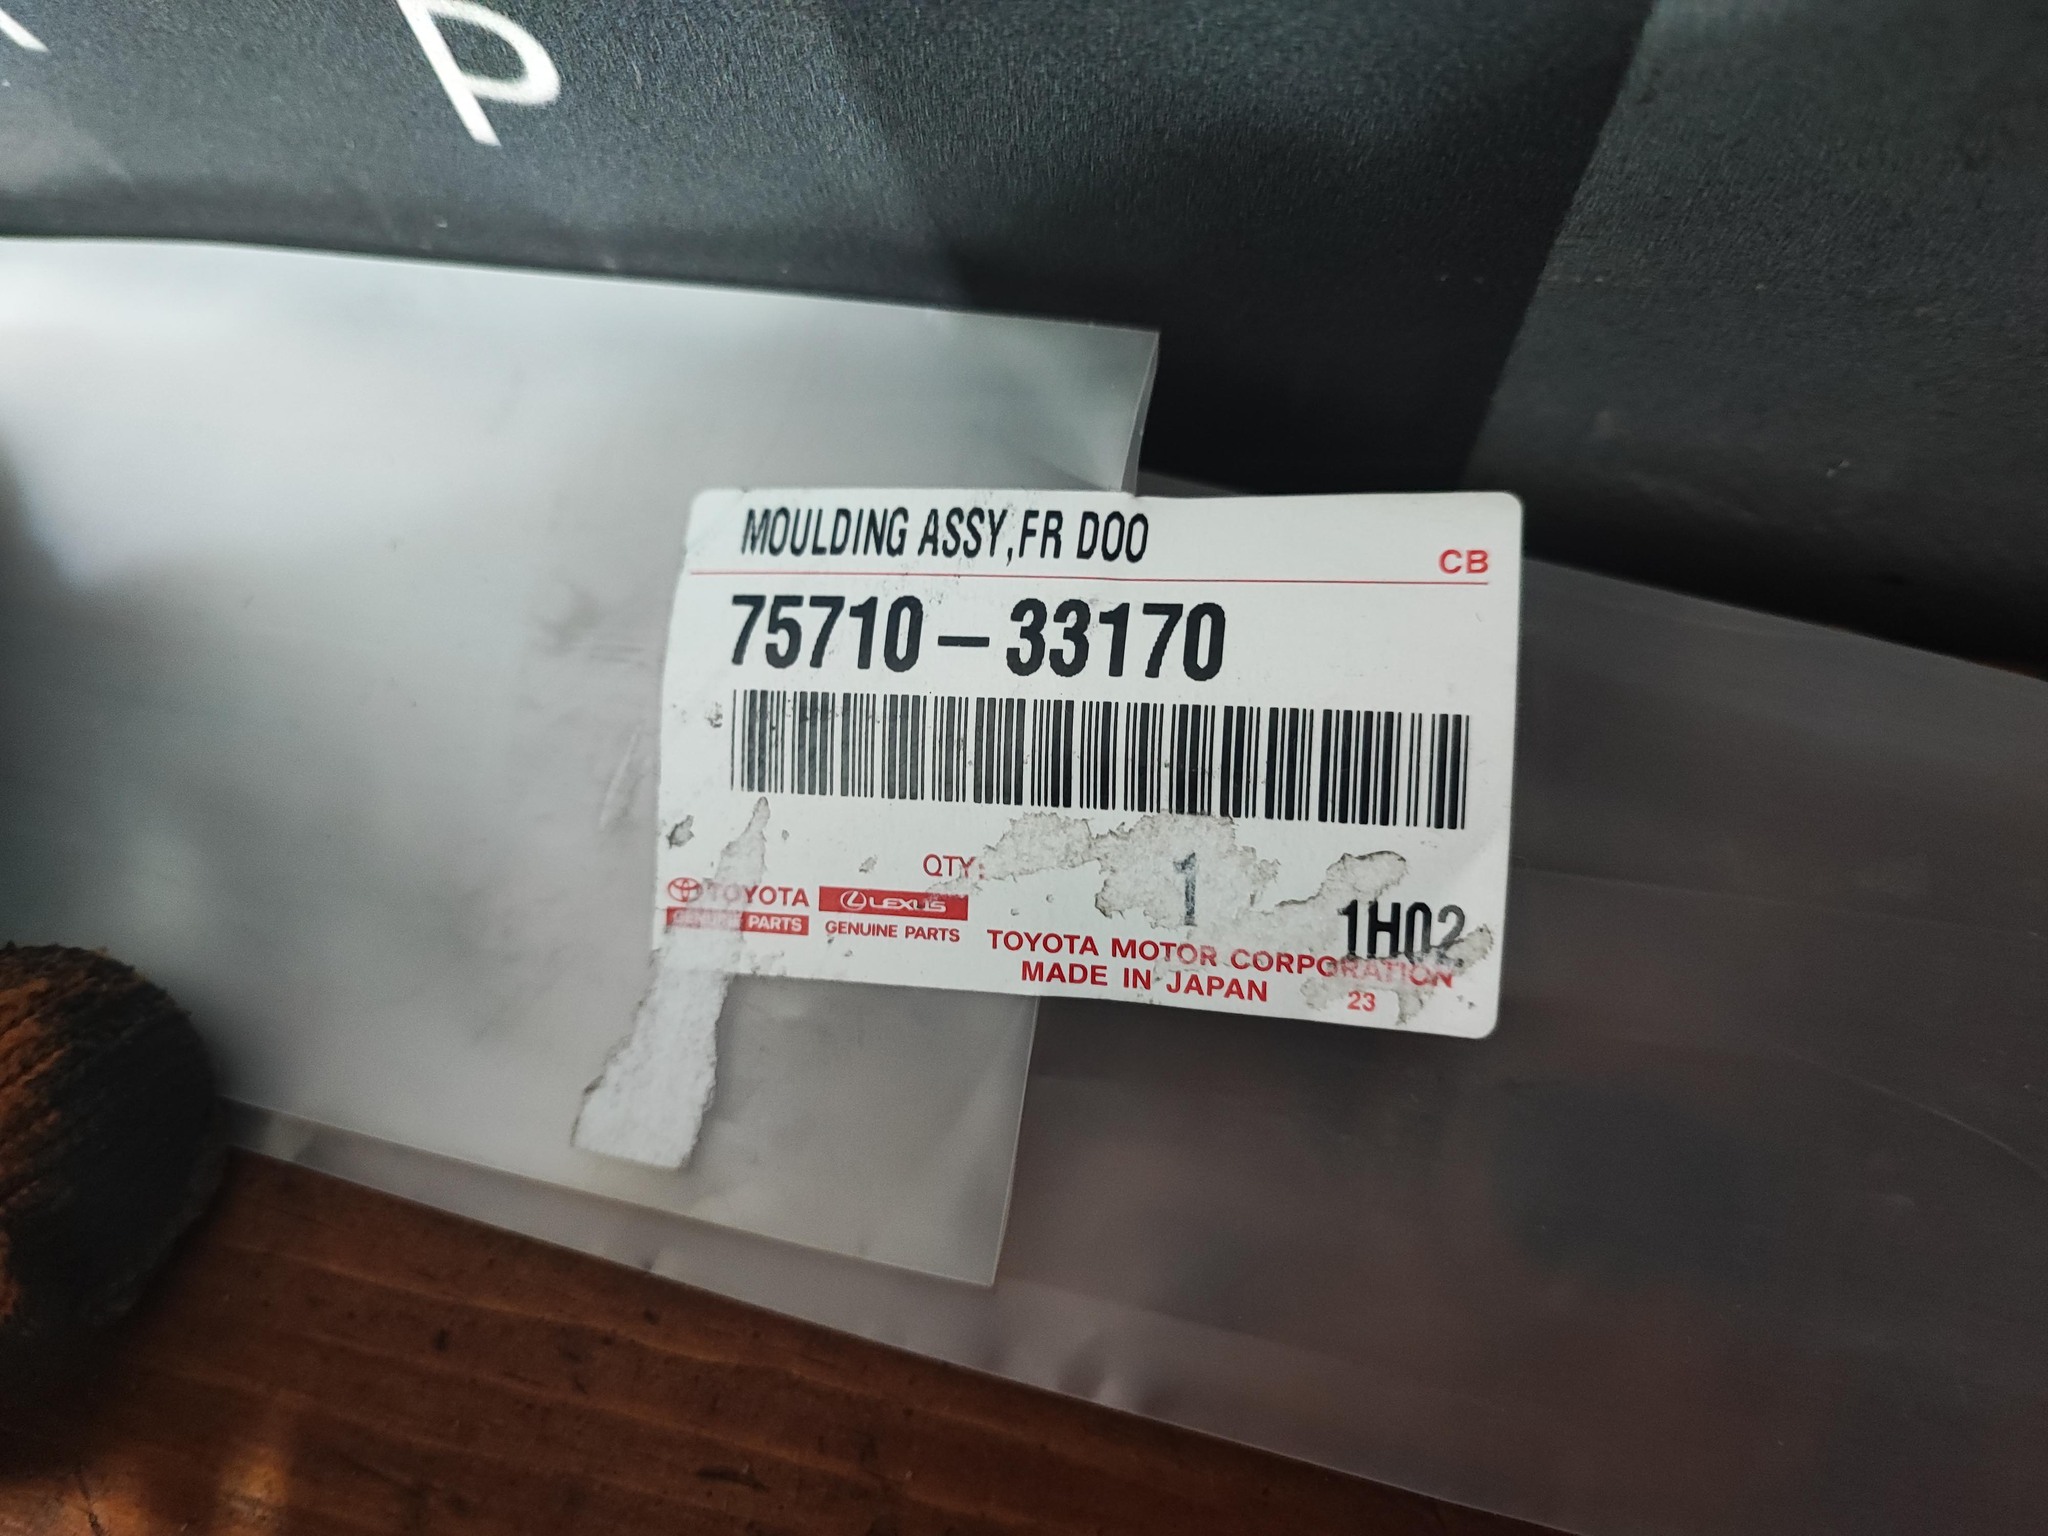 P
MOULDING ASSY,FR DOO
CB
75710-33170
QTY: 1
1H02
TOYOTA
GENUINE PARTS
LEXUS
GENUINE PARTS
TOYOTA MOTOR CORPORATION
MADE IN JAPAN
23